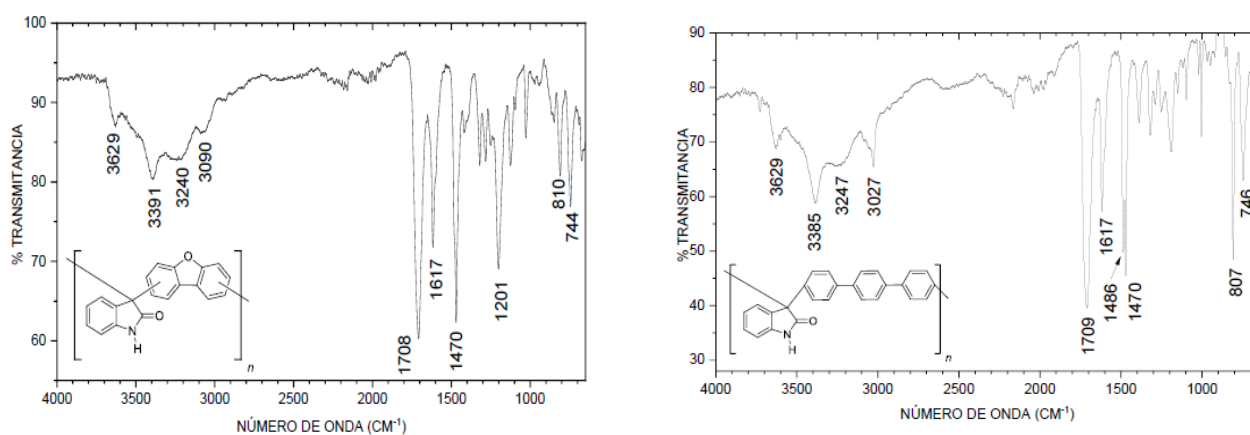 100
90
80
70
60
% TRANSMITANCIA
3629
3391
3240
3090
1708
1617
1470
1201
810
744
O
O
N
H
n
4000 3500 3000 2500 2000 1500 1000
NÚMERO DE ONDA (CM-1)
90
80
70
60
50
40
30
% TRANSMITANCIA
3629
3385
3247
3027
1709
1617
1486
1470
807
746
O
N
H
n
4000 3500 3000 2500 2000 1500 1000
NÚMERO DE ONDA (CM-1)